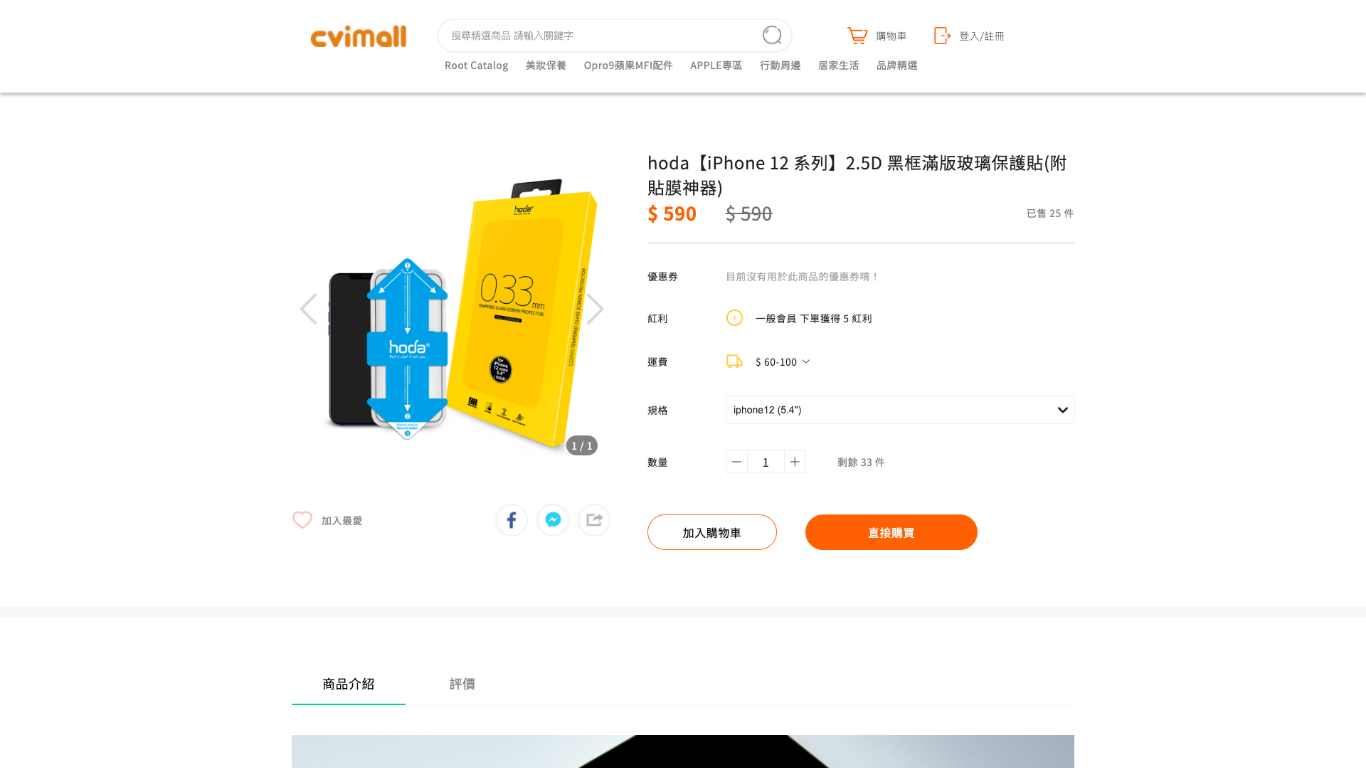 cvimall
搜尋精選商品 請輸入關鍵字
購物車
登入/註冊
Root Catalog 美妝保養 Opro9蘋果MFI配件 APPLE專區 行動周邊 居家生活 品牌精選
hoda【iPhone 12 系列】2.5D 黑框滿版玻璃保護貼(附
貼膜神器)
$ 590 $ 590 已售 25 件
優惠券 目前沒有用於此商品的優惠券唷！
紅利 一般會員 下單獲得 5 紅利
運費 $ 60-100
規格 iphone12 (5.4")
數量 1 剩餘 33 件
hoda
0.33 mm
TEMPERED GLASS SCREEN PROTECTOR
hoda
1 / 1
加入最愛
加入購物車 直接購買
商品介紹 評價